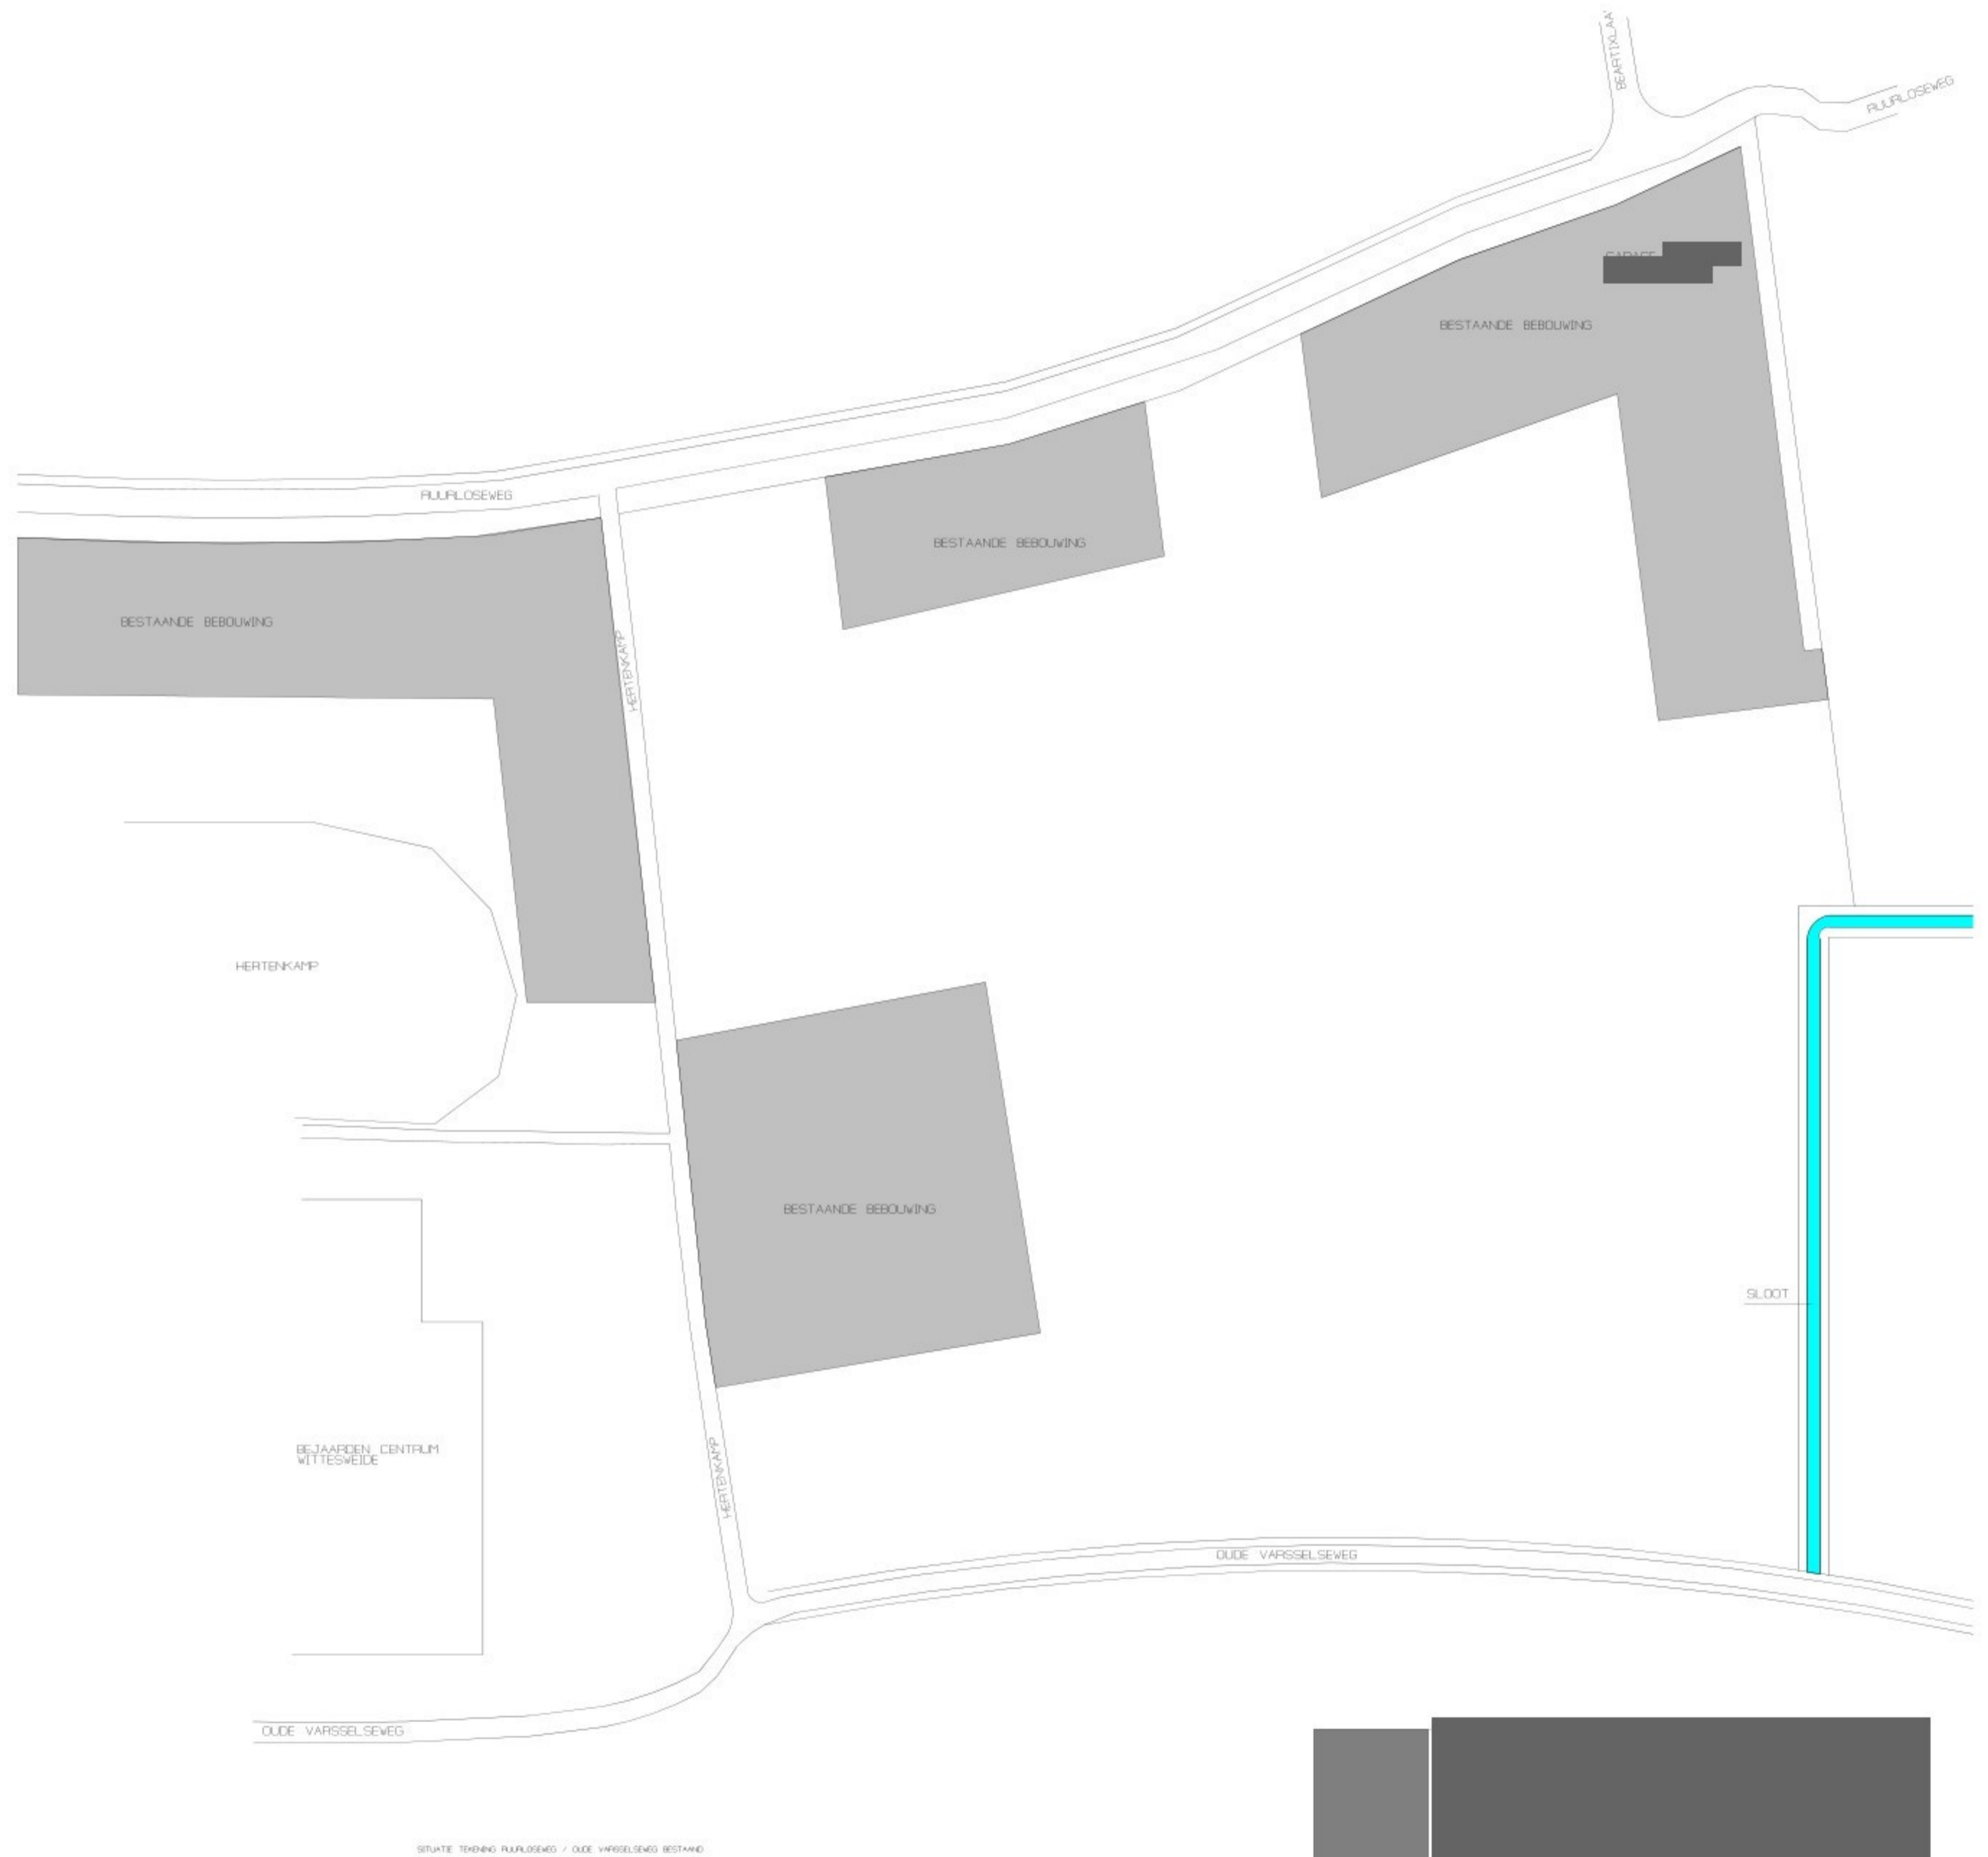 BEARTIXLAA
RUURLOSEWEG
BESTAANDE BEBOUWING
RUURLOSEWEG
BESTAANDE BEBOUWING
BESTAANDE BEBOUWING
HERTENKAMP
HERTENKAMP
BESTAANDE BEBOUWING
SLOOT
BEJAARDEN CENTRUM
WITTESWEIDE
HERTENKAMP
OUDE VARSSELSEWEG
OUDE VARSSELSEWEG
SITUATIE TEKENING RUURLOSEWEG / OUDE VARSSELSEWEG BESTAAND